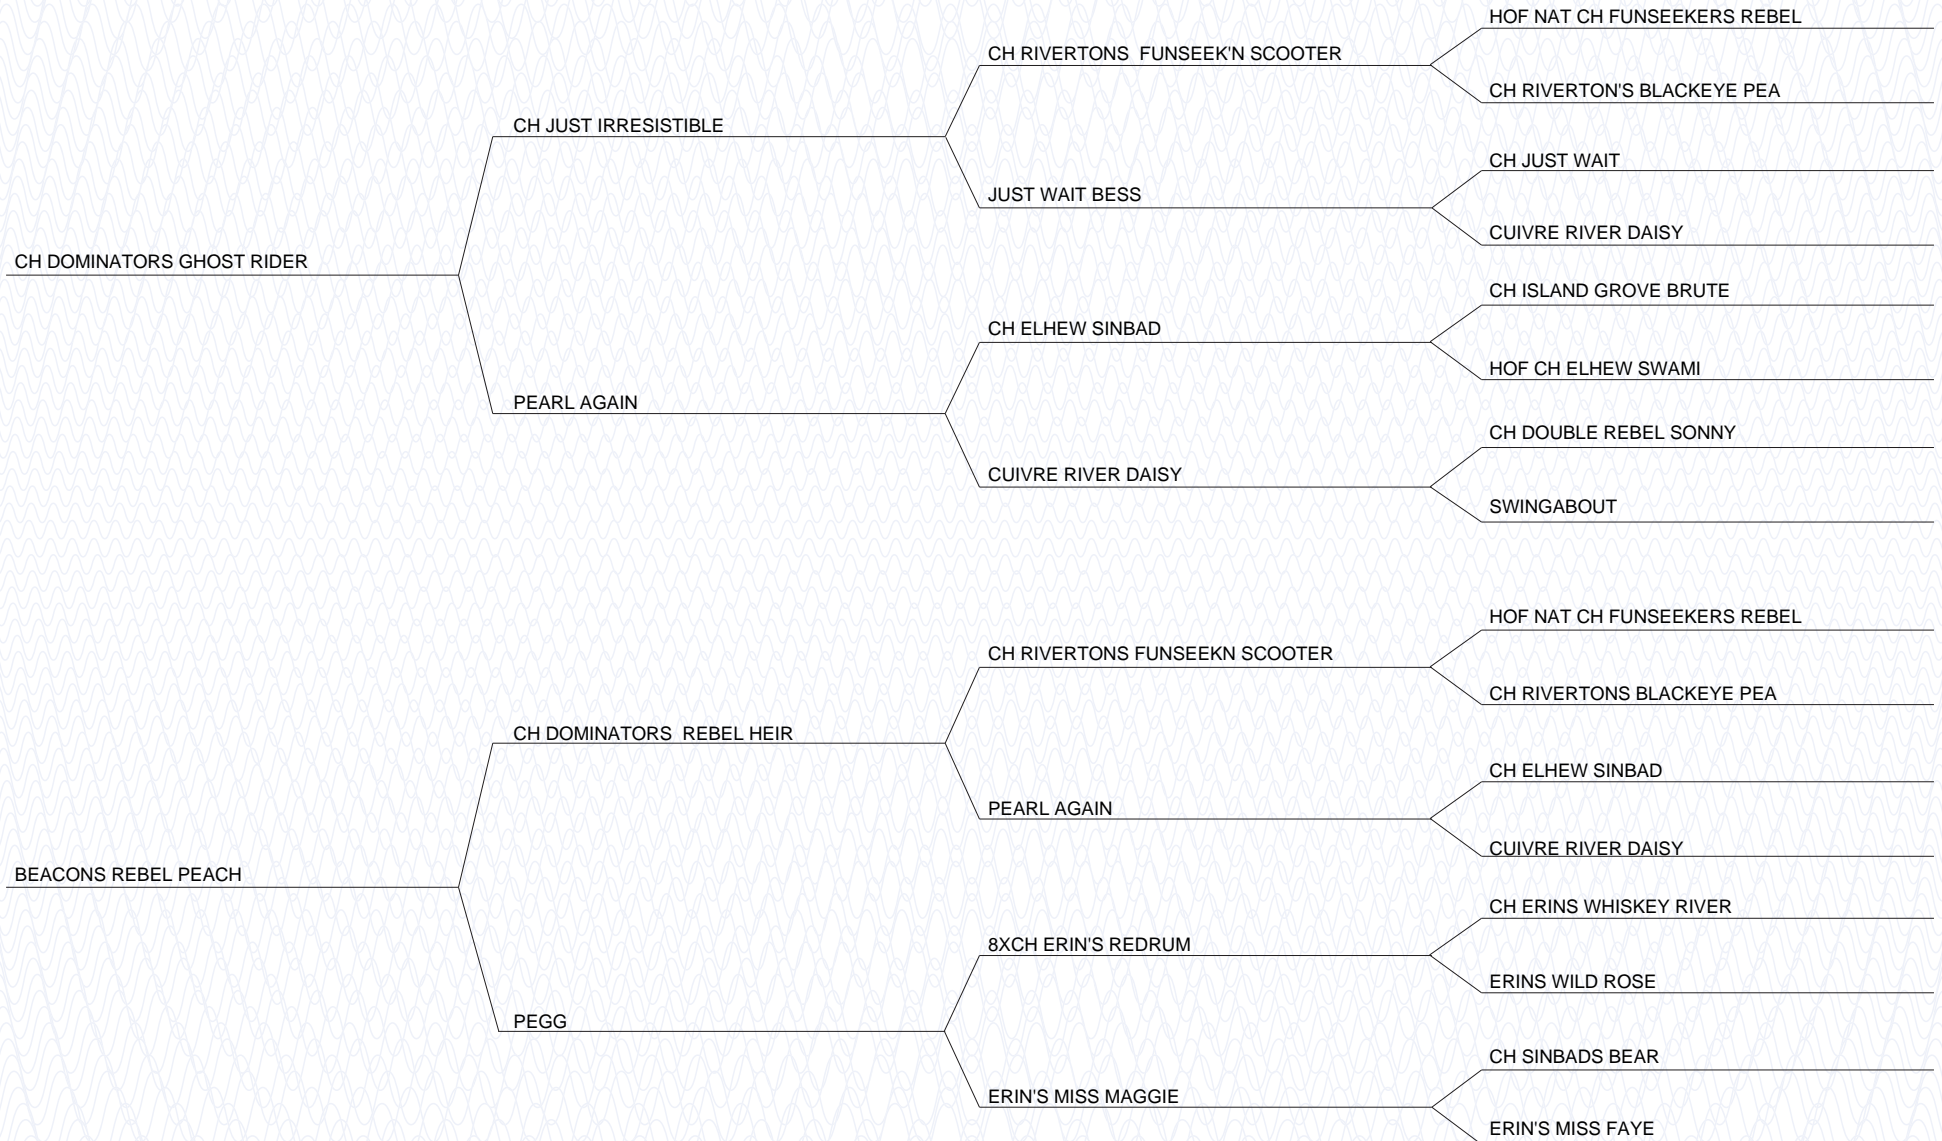 HOF NAT CH FUNSEEKERS REBEL
CH RIVERTONS  FUNSEEK'N SCOOTER
CH RIVERTON'S BLACKEYE PEA
CH JUST IRRESISTIBLE
CH JUST WAIT
JUST WAIT BESS
CUIVRE RIVER DAISY
CH DOMINATORS GHOST RIDER
CH ISLAND GROVE BRUTE
CH ELHEW SINBAD
HOF CH ELHEW SWAMI
PEARL AGAIN
CH DOUBLE REBEL SONNY
CUIVRE RIVER DAISY
SWINGABOUT
HOF NAT CH FUNSEEKERS REBEL
CH RIVERTONS FUNSEEKN SCOOTER
CH RIVERTONS BLACKEYE PEA
CH DOMINATORS  REBEL HEIR
CH ELHEW SINBAD
PEARL AGAIN
CUIVRE RIVER DAISY
BEACONS REBEL PEACH
CH ERINS WHISKEY RIVER
8XCH ERIN'S REDRUM
ERINS WILD ROSE
PEGG
CH SINBADS BEAR
ERIN'S MISS MAGGIE
ERIN'S MISS FAYE